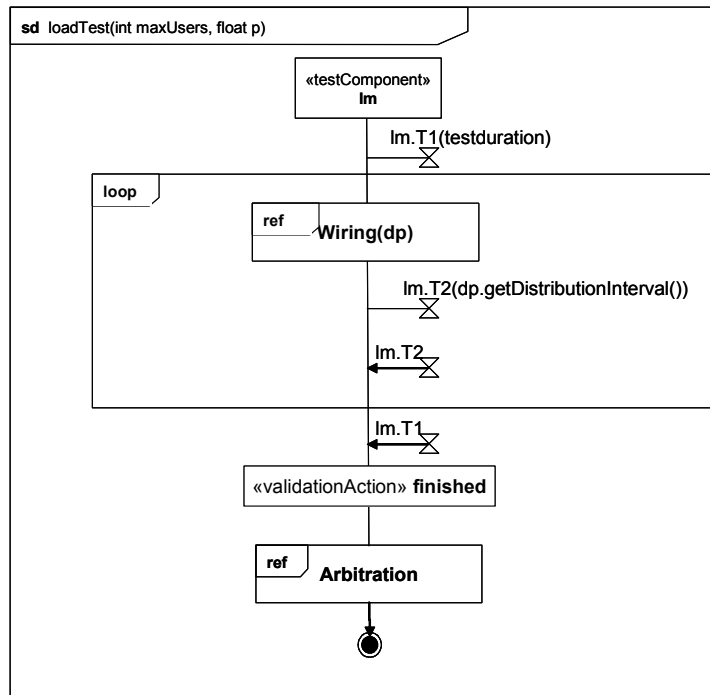 sd loadTest(int maxUsers, float p)
«testComponent»
lm
lm.T1(testduration)
loop
ref
Wiring(dp)
lm.T2(dp.getDistributionInterval())
lm.T2
lm.T1
«validationAction» finished
ref
Arbitration